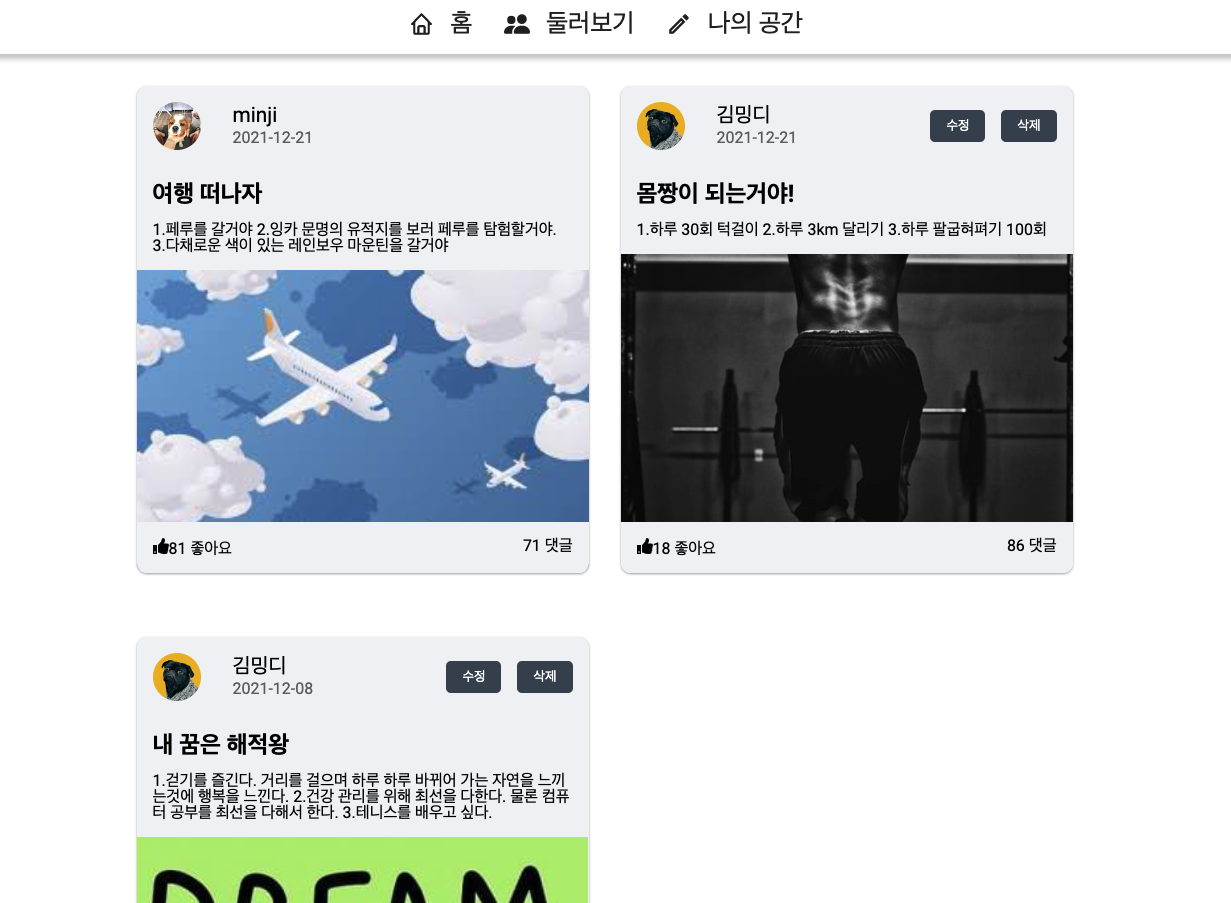 홈 둘러보기 나의 공간
minji
2021-12-21
여행 떠나자
1.페루를 갈거야 2.잉카 문명의 유적지를 보러 페루를 탐험할거야.
3.다채로운 색이 있는 레인보우 마운틴을 갈거야
81 좋아요 71 댓글
김밍디
2021-12-21
수정 삭제
몸짱이 되는거야!
1.하루 30회 턱걸이 2.하루 3km 달리기 3.하루 팔굽혀펴기 100회
18 좋아요 86 댓글
김밍디
2021-12-08
수정 삭제
내 꿈은 해적왕
1.걷기를 즐긴다. 거리를 걸으며 하루 하루 바뀌어 가는 자연을 느끼
는것에 행복을 느낀다. 2.건강 관리를 위해 최선을 다한다. 물론 컴퓨
터 공부를 최선을 다해서 한다. 3.테니스를 배우고 싶다.
DREAM